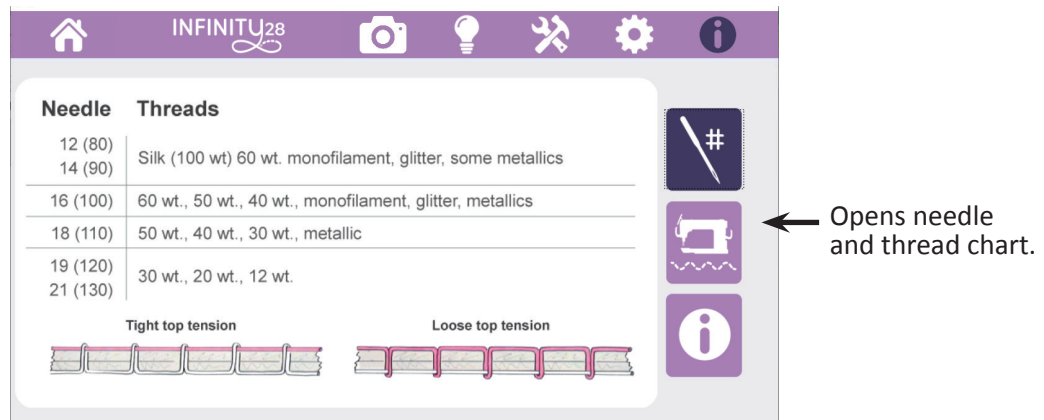 INFINITY28
Needle Threads
12 (80)
14 (90)
Silk (100 wt) 60 wt. monofilament, glitter, some metallics
16 (100) 60 wt., 50 wt., 40 wt., monofilament, glitter, metallics
18 (110) 50 wt., 40 wt., 30 wt., metallic
19 (120)
21 (130)
30 wt., 20 wt., 12 wt.
Tight top tension Loose top tension
#
Opens needle
and thread chart.